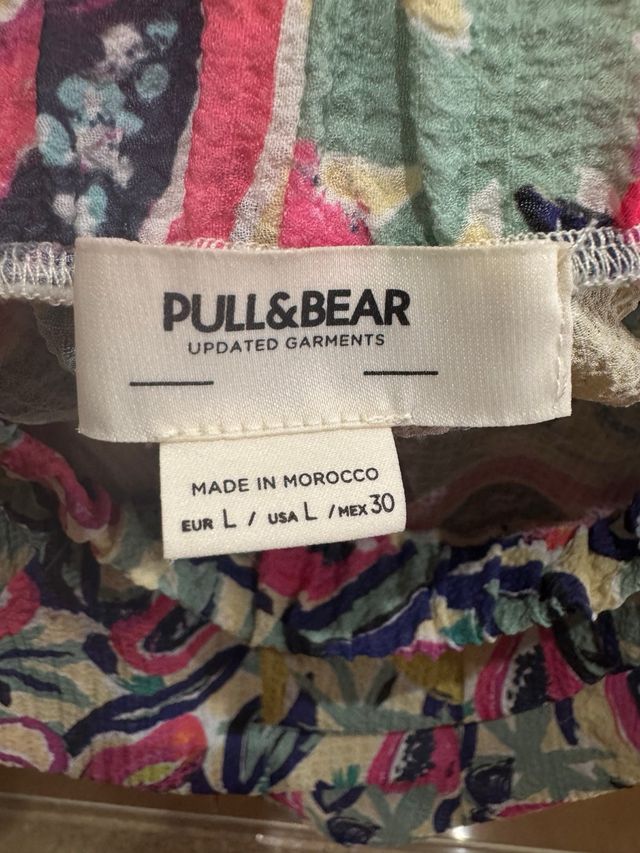 PULL&BEAR
UPDATED GARMENTS
MADE IN MOROCCO
EUR L / USA L / MEX 30